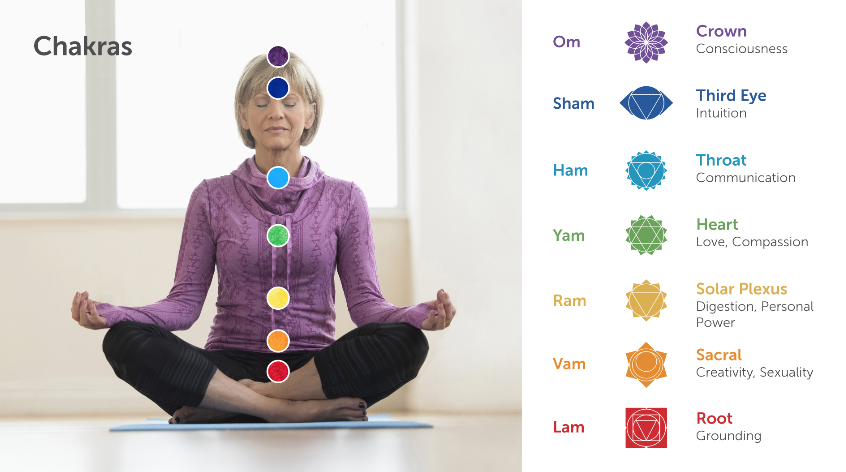 Chakras
Om
Crown
Consciousness
Sham
Third Eye
Intuition
Ham
Throat
Communication
Yam
Heart
Love, Compassion
Ram
Solar Plexus
Digestion, Personal
Power
Vam
Sacral
Creativity, Sexuality
Lam
Root
Grounding